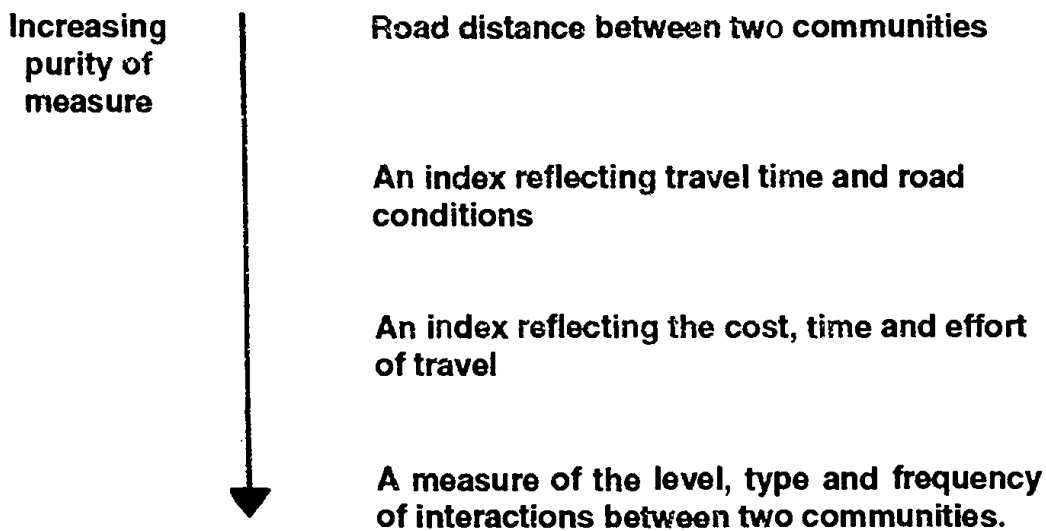 Increasing
purity of
measure
Road distance between two communities
An index reflecting travel time and road
conditions
An index reflecting the cost, time and effort
of travel
A measure of the level, type and frequency
of interactions between two communities.